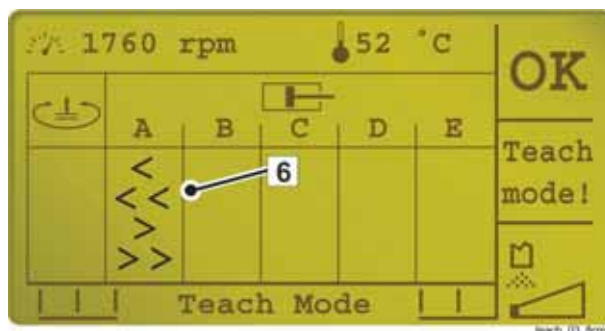 1760 rpm
52 °C
OK
A B C D E
<
<<
>
>>
6
Teach
mode!
Teach Mode